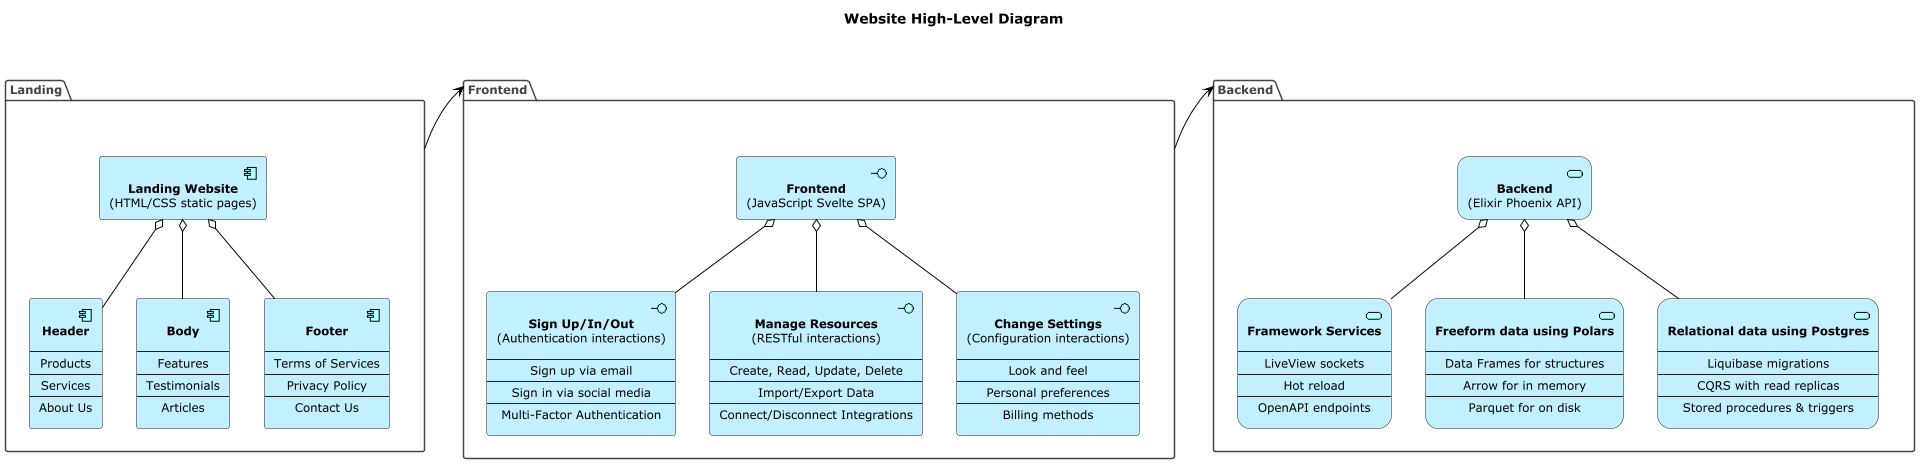 Website High-Level Diagram
Landing
Landing Website
(HTML/CSS static pages)
Header
Products
Services
About Us
Body
Features
Testimonials
Articles
Footer
Terms of Services
Privacy Policy
Contact Us
Frontend
Frontend
(JavaScript Svelte SPA)
Sign Up/In/Out
(Authentication interactions)
Sign up via email
Sign in via social media
Multi-Factor Authentication
Manage Resources
(RESTful interactions)
Create, Read, Update, Delete
Import/Export Data
Connect/Disconnect Integrations
Change Settings
(Configuration interactions)
Look and feel
Personal preferences
Billing methods
Backend
Backend
(Elixir Phoenix API)
Framework Services
LiveView sockets
Hot reload
OpenAPI endpoints
Freeform data using Polars
Data Frames for structures
Arrow for in memory
Parquet for on disk
Relational data using Postgres
Liquibase migrations
CQRS with read replicas
Stored procedures & triggers